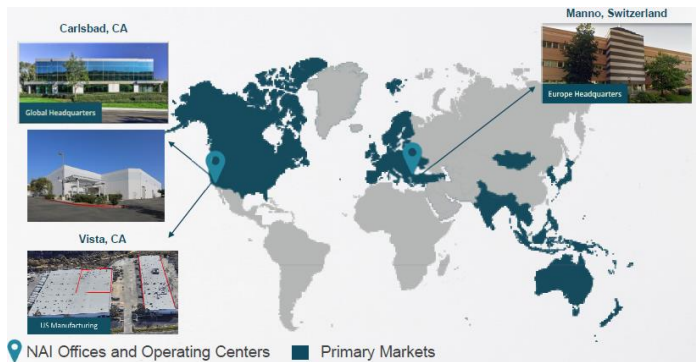 Carlsbad, CA
Global Headquarters
Vista, CA
US Manufacturing
Manno, Switzerland
Europe Headquarters
NAI Offices and Operating Centers
Primary Markets